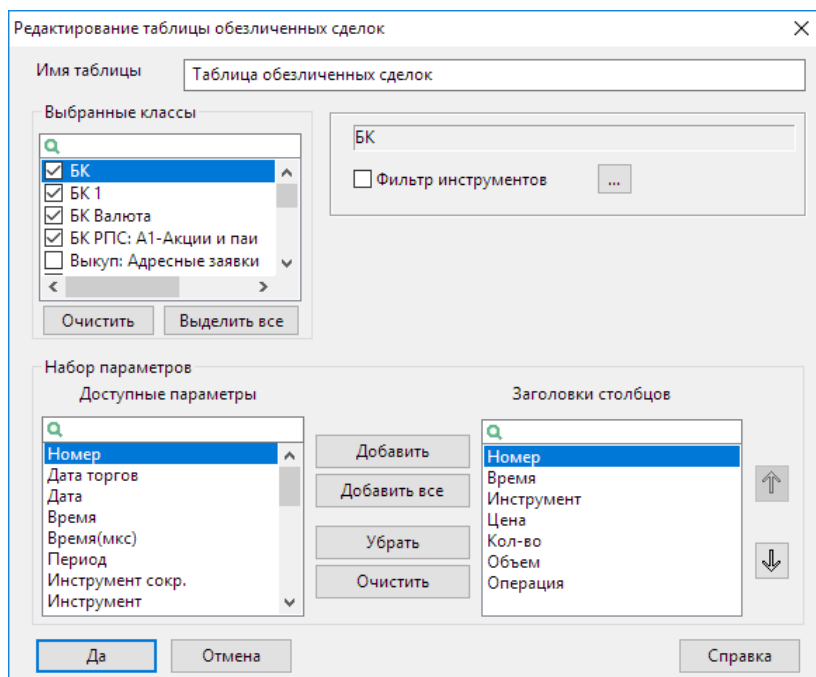 Редактирование таблицы обезличенных сделок
Имя таблицы
Таблица обезличенных сделок
Выбранные классы
БК
БК 1
БК Валюта
БК РПС: А1-Акции и паи
Выкуп: Адресные заявки
Очистить
Выделить все
БК
Фильтр инструментов
...
Набор параметров
Доступные параметры
Номер
Дата торгов
Дата
Время
Время(мкс)
Период
Инструмент сокр.
Инструмент
Добавить
Добавить все
Убрать
Очистить
Заголовки столбцов
Номер
Время
Инструмент
Цена
Кол-во
Объем
Операция
Да
Отмена
Справка